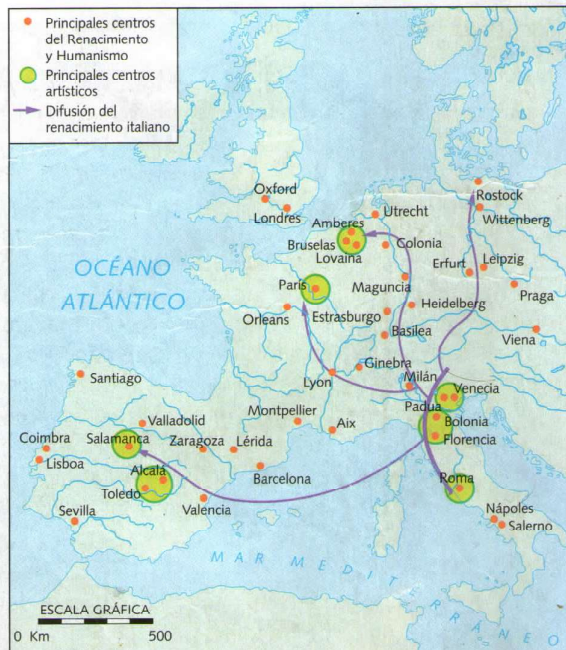 Principales centros
del Renacimiento
y Humanismo
Principales centros
artísticos
Difusión del
renacimiento italiano
Oxford
Londres
Amberes
Utrecht
Rostock
Wittenberg
Bruselas
Lovaina
Colonia
Erfurt
Leipzig
OCÉANO
ATLÁNTICO
París
Maguncia
Praga
Orleans
Estrasburgo
Heidelberg
Basilea
Viena
Ginebra
Santiago
Lyon
Milán
Venecia
Padua
Valladolid
Montpellier
Aix
Bolonia
Coimbra
Salamanca
Zaragoza
Lérida
Florencia
Lisboa
Alcalá
Barcelona
Roma
Toledo
Valencia
Sevilla
Nápoles
Salerno
MAR MEDITERRÁNEO
ESCALA GRÁFICA
0 Km 500